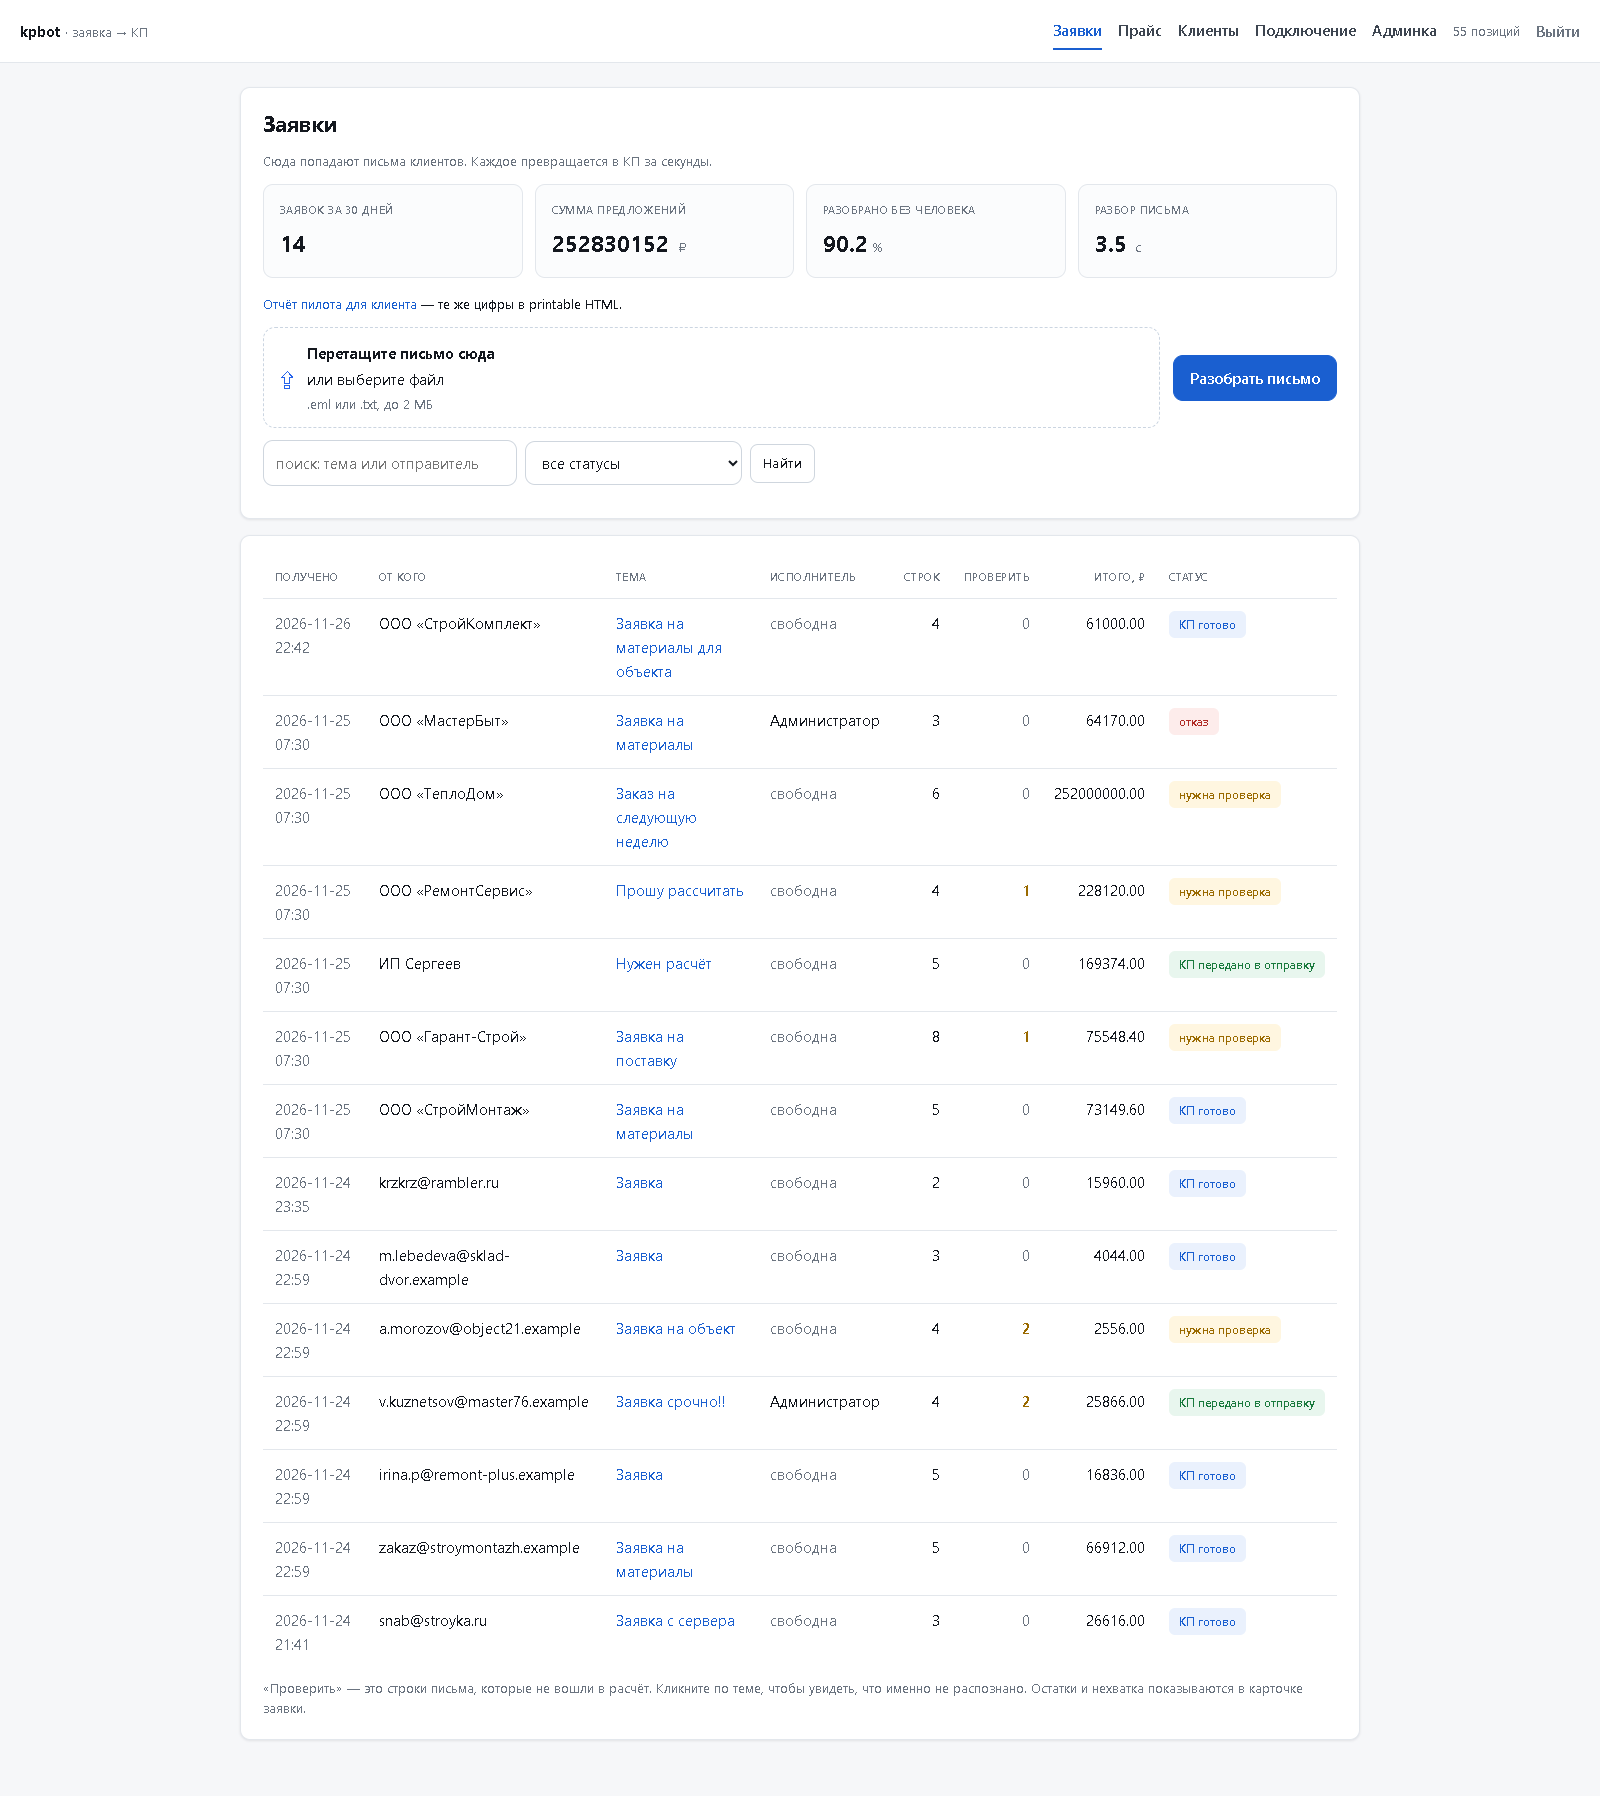 kpbot · заявка → КП
Заявки Прайс Клиенты Подключение Админка 55 позиций Выйти
Заявки
Сюда попадают письма клиентов. Каждое превращается в КП за секунды.
ЗАЯВОК ЗА 30 ДНЕЙ
14
СУММА ПРЕДЛОЖЕНИЙ
252830152 ₽
РАЗОБРАНО БЕЗ ЧЕЛОВЕКА
90.2 %
РАЗБОР ПИСЬМА
3.5 с
Отчёт пилота для клиента — те же цифры в printable HTML.
Перетащите письмо сюда
или выберите файл
.eml или .txt, до 2 МБ
Разобрать письмо
поиск: тема или отправитель
все статусы
Найти
ПОЛУЧЕНО ОТ КОГО ТЕМА ИСПОЛНИТЕЛЬ СТРОК ПРОВЕРИТЬ ИТОГО, ₽ СТАТУС
2026-11-26 ООО «СтройКомплект» Заявка на свободна 4 0 61000.00 КП готово
22:42 материалы для
объекта
2026-11-25 ООО «МастерБыт» Заявка на Администратор 3 0 64170.00 отказ
07:30 материалы
2026-11-25 ООО «ТеплоДом» Заказ на свободна 6 0 252000000.00 нужна проверка
07:30 следующую
неделю
2026-11-25 ООО «РемонтСервис» Прошу рассчитать свободна 4 1 228120.00 нужна проверка
07:30
2026-11-25 ИП Сергеев Нужен расчёт свободна 5 0 169374.00 КП передано в отправку
07:30
2026-11-25 ООО «Гарант-Строй» Заявка на свободна 8 1 75548.40 нужна проверка
07:30 поставку
2026-11-25 ООО «СтройМонтаж» Заявка на свободна 5 0 73149.60 КП готово
07:30 материалы
2026-11-24 krzkrz@rambler.ru Заявка свободна 2 0 15960.00 КП готово
23:35
2026-11-24 m.lebedeva@sklad- Заявка свободна 3 0 4044.00 КП готово
22:59 dvor.example
2026-11-24 a.morozov@object21.example Заявка на объект свободна 4 2 2556.00 нужна проверка
22:59
2026-11-24 v.kuznetsov@master76.example Заявка срочно!! Администратор 4 2 25866.00 КП передано в отправку
22:59
2026-11-24 irina.p@remont-plus.example Заявка свободна 5 0 16836.00 КП готово
22:59
2026-11-24 zakaz@stroymontazh.example Заявка на свободна 5 0 66912.00 КП готово
22:59 материалы
2026-11-24 snab@stroyka.ru Заявка с сервера свободна 3 0 26616.00 КП готово
21:41
«Проверить» — это строки письма, которые не вошли в расчёт. Кликните по теме, чтобы увидеть, что именно не распознано. Остатки и нехватка показываются в карточке
заявки.